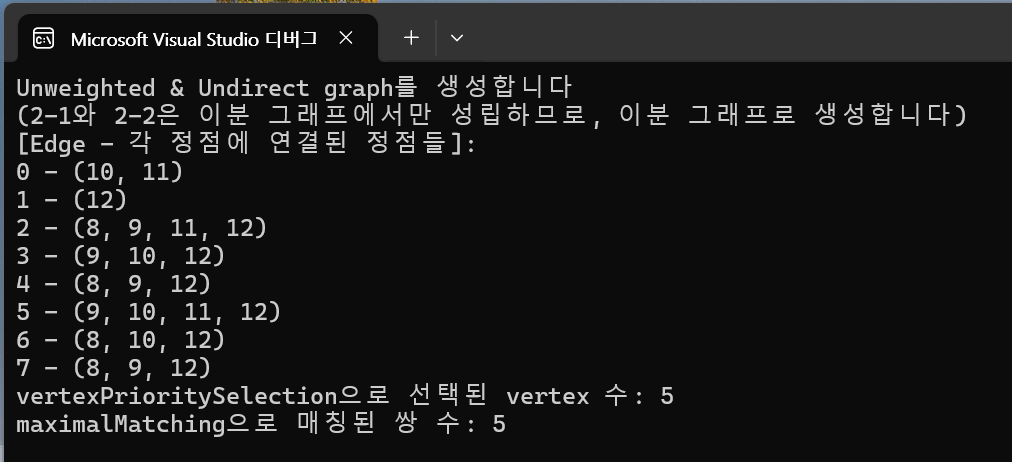 Microsoft Visual Studio 디버그
Unweighted & Undirect graph를 생성합니다
(2-1와 2-2은 이분 그래프에서만 성립하므로, 이분 그래프로 생성합니다)
[Edge - 각 정점에 연결된 정점들]:
0 - (10, 11)
1 - (12)
2 - (8, 9, 11, 12)
3 - (9, 10, 12)
4 - (8, 9, 12)
5 - (9, 10, 11, 12)
6 - (8, 10, 12)
7 - (8, 9, 12)
vertexPrioritySelection으로 선택된 vertex 수: 5
maximalMatching으로 매칭된 쌍 수: 5